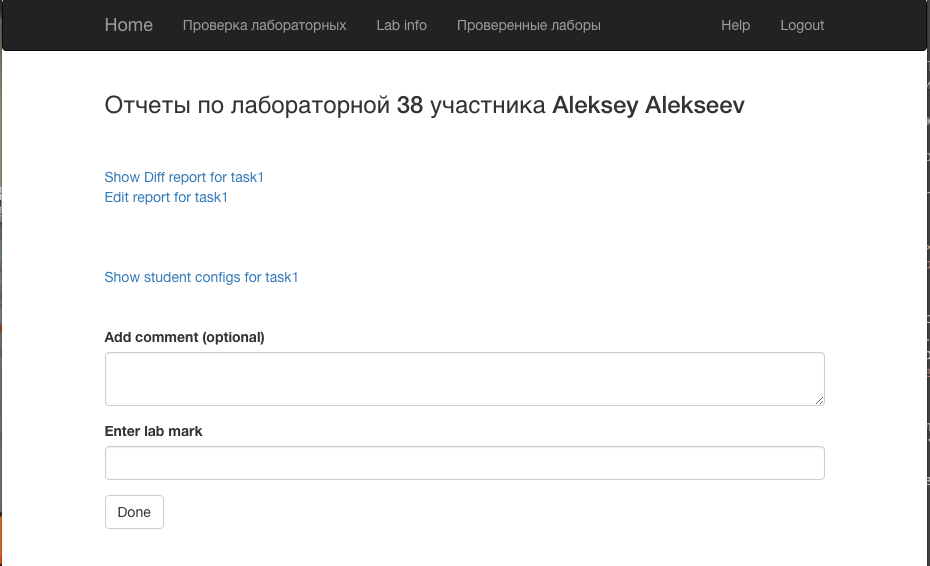 Home Проверка лабораторных Lab info Проверенные лаборы Help Logout
Отчеты по лабораторной 38 участника Aleksey Alekseev
Show Diff report for task1
Edit report for task1
Show student configs for task1
Add comment (optional)
Enter lab mark
Done